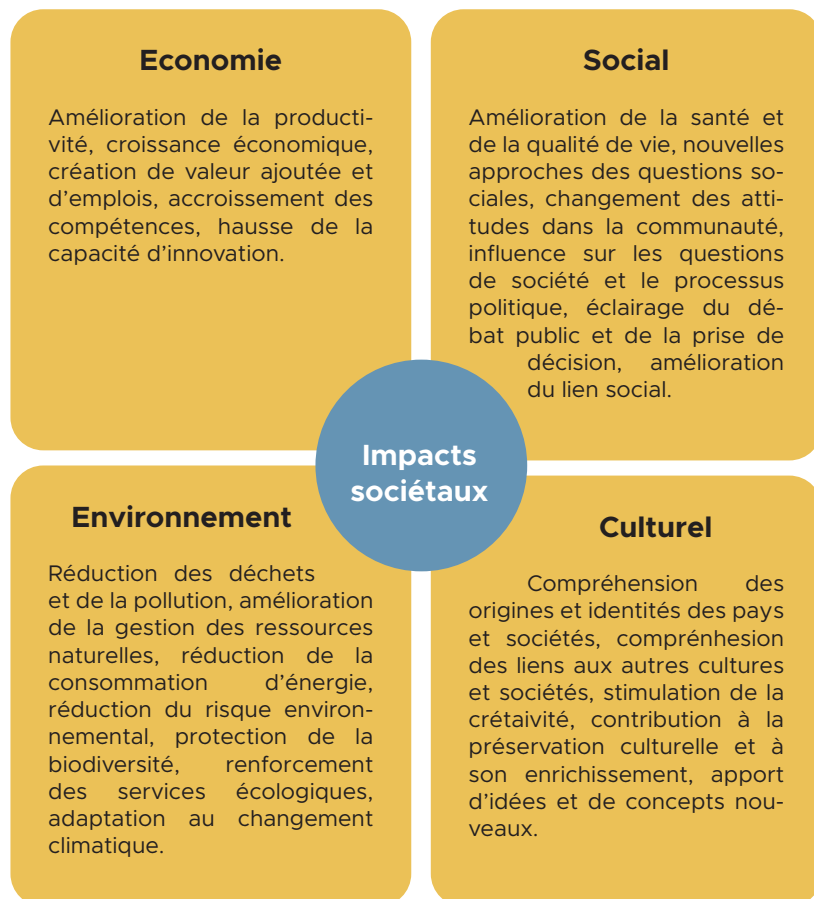 Economie
Amélioration de la producti-
vité, croissance économique,
création de valeur ajoutée et
d'emplois, accroissement des
compétences, hausse de la
capacité d'innovation.
Social
Amélioration de la santé et
de la qualité de vie, nouvelles
approches des questions so-
ciales, changement des atti-
tudes dans la communauté,
influence sur les questions
de société et le processus
politique, éclairage du dé-
bat public et de la prise de
décision, amélioration
du lien social.
Impacts
sociétaux
Environnement
Réduction des déchets
et de la pollution, amélioration
de la gestion des ressources
naturelles, réduction de la
consommation d'énergie,
réduction du risque environ-
nemental, protection de la
biodiversité, renforcement
des services écologiques,
adaptation au changement
climatique.
Culturel
Compréhension des
origines et identités des pays
et sociétés, comprénhesion
des liens aux autres cultures
et sociétés, stimulation de la
crétaivité, contribution à la
préservation culturelle et à
son enrichissement, apport
d'idées et de concepts nou-
veaux.